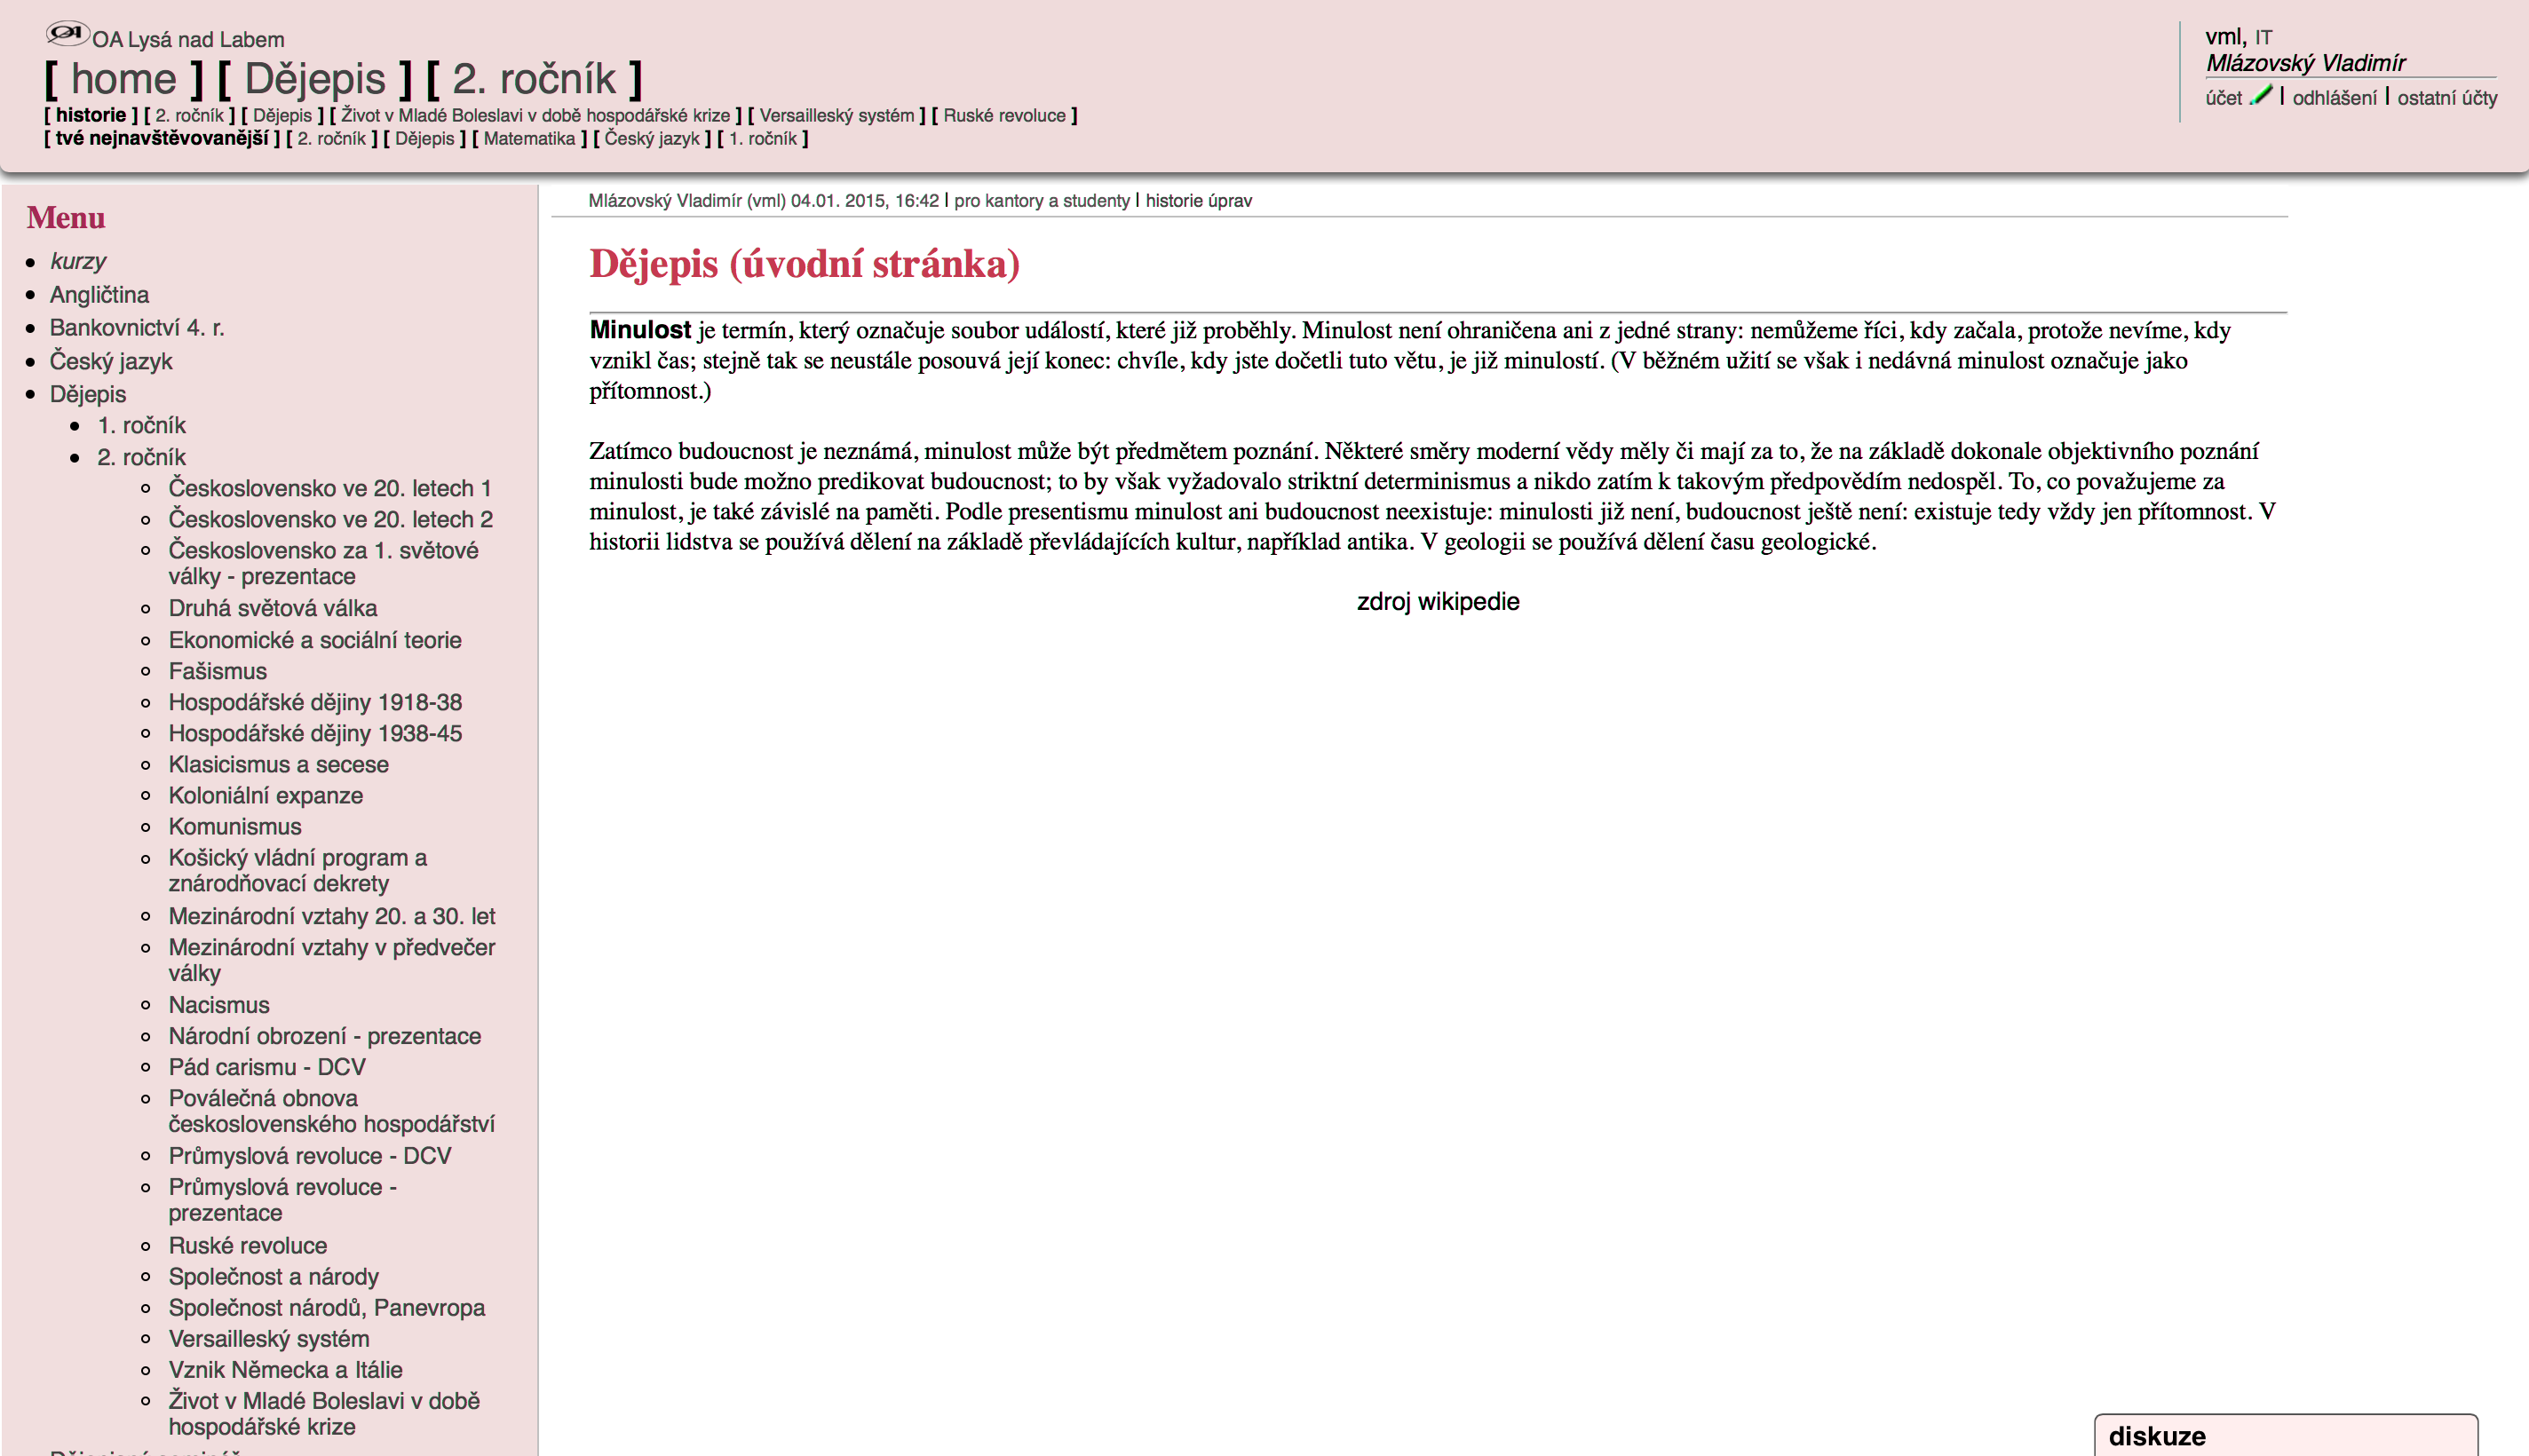 OA Lysá nad Labem
[ home ] [ Dějepis ] [ 2. ročník ]
[ historie ] [ 2. ročník ] [ Dějepis ] [ Život v Mladé Boleslavi v době hospodářské krize ] [ Versailleský systém ] [ Ruské revoluce ]
[ tvé nejnavštěvovanější ] [ 2. ročník ] [ Dějepis ] [ Matematika ] [ Český jazyk ] [ 1. ročník ]
vml, IT
Mlázovský Vladimír
účet | odhlášení | ostatní účty
Menu
kurzy
Angličtina
Bankovnictví 4. r.
Český jazyk
Dějepis
1. ročník
2. ročník
Československo ve 20. letech 1
Československo ve 20. letech 2
Československo za 1. světové
války - prezentace
Druhá světová válka
Ekonomické a sociální teorie
Fašismus
Hospodářské dějiny 1918-38
Hospodářské dějiny 1938-45
Klasicismus a secese
Koloniální expanze
Komunismus
Košický vládní program a
znárodňovací dekrety
Mezinárodní vztahy 20. a 30. let
Mezinárodní vztahy v předvečer
války
Nacismus
Národní obrození - prezentace
Pád carismu - DCV
Poválečná obnova
československého hospodářství
Průmyslová revoluce - DCV
Průmyslová revoluce -
prezentace
Ruské revoluce
Společnost a národy
Společnost národů, Panevropa
Versailleský systém
Vznik Německa a Itálie
Život v Mladé Boleslavi v době
hospodářské krize
Mlázovský Vladimír (vml) 04.01. 2015, 16:42 | pro kantory a studenty | historie úprav
Dějepis (úvodní stránka)
Minulost je termín, který označuje soubor událostí, které již proběhly. Minulost není ohraničena ani z jedné strany: nemůžeme říci, kdy začala, protože nevíme, kdy
vznikl čas; stejně tak se neustále posouvá její konec: chvíle, kdy jste dočetli tuto větu, je již minulostí. (V běžném užití se však i nedávná minulost označuje jako
přítomnost.)
Zatímco budoucnost je neznámá, minulost může být předmětem poznání. Některé směry moderní vědy měly či mají za to, že na základě dokonale objektivního poznání
minulosti bude možno predikovat budoucnost; to by však vyžadovalo striktní determinismus a nikdo zatím k takovým předpovědím nedospěl. To, co považujeme za
minulost, je také závislé na paměti. Podle presentismu minulost ani budoucnost neexistuje: minulosti již není, budoucnost ještě není: existuje tedy vždy jen přítomnost. V
historii lidstva se používá dělení na základě převládajících kultur, například antika. V geologii se používá dělení času geologické.
zdroj wikipedie
diskuze